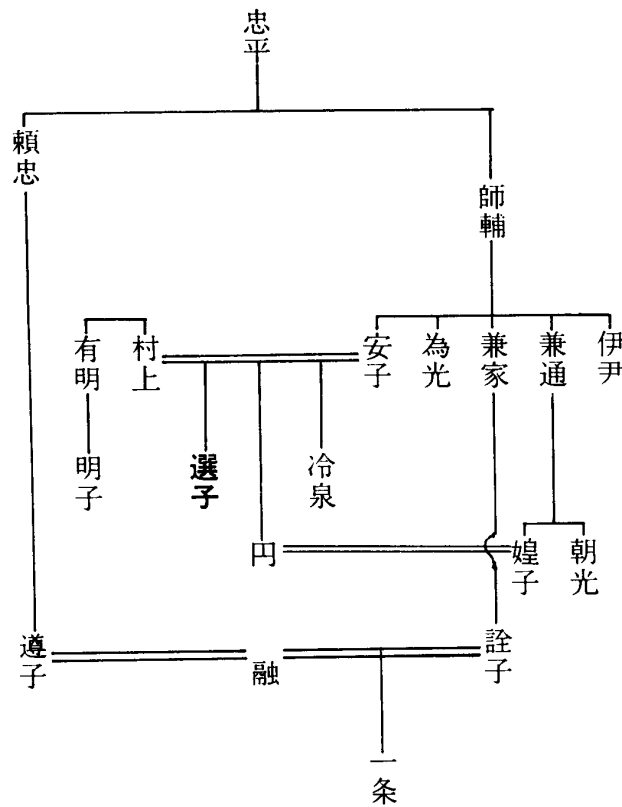 忠平
頼忠
師輔
伊尹
兼通
兼家
為光
安子
村上
有明
明子
選子
冷泉
円
媓子
朝光
遵子
融
詮子
一条